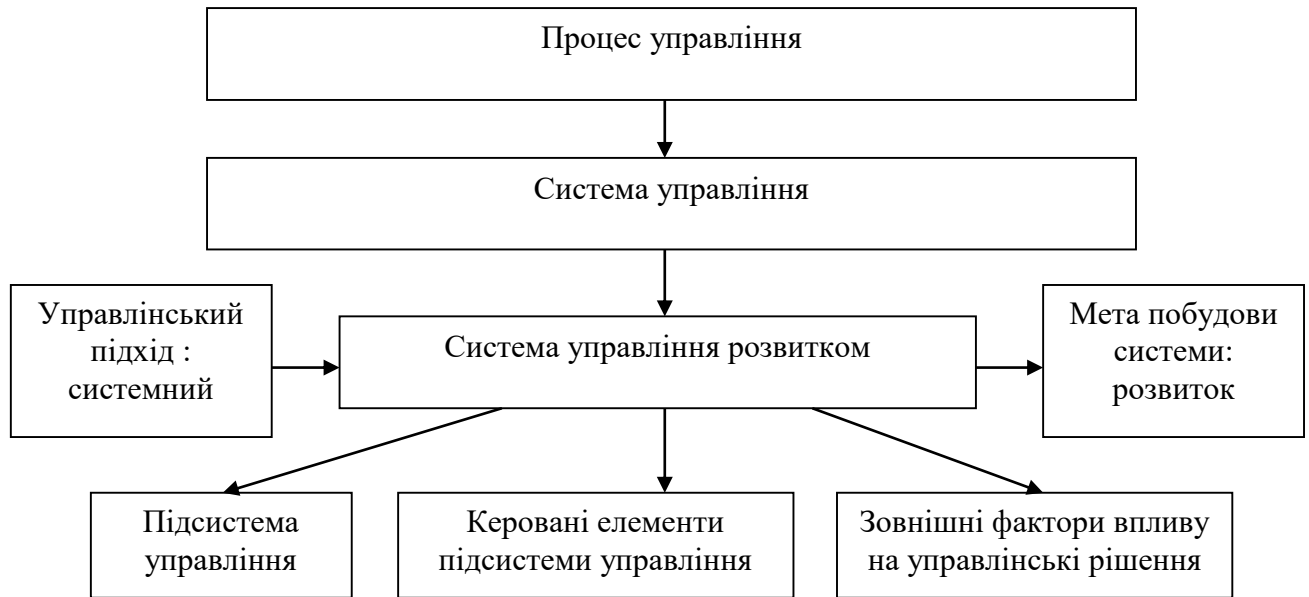 Процес управління
Система управління
Управлінський
підхід :
системний
Система управління розвитком
Мета побудови
системи:
розвиток
Підсистема
управління
Керовані елементи
підсистеми управління
Зовнішні фактори впливу
на управлінські рішення